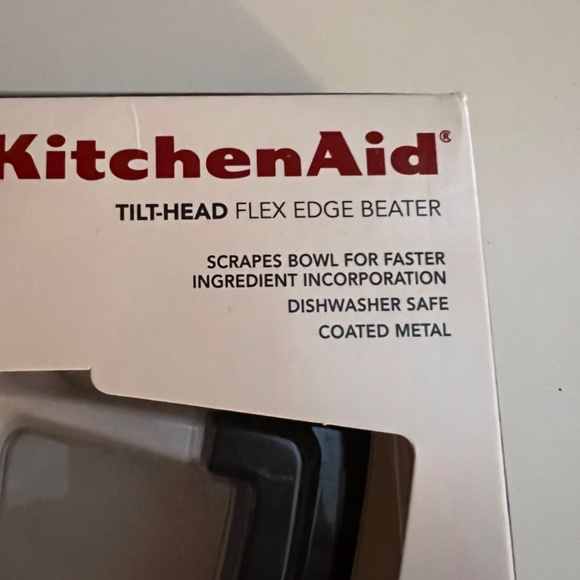 KitchenAid®
TILT-HEAD FLEX EDGE BEATER
SCRAPES BOWL FOR FASTER
INGREDIENT INCORPORATION
DISHWASHER SAFE
COATED METAL